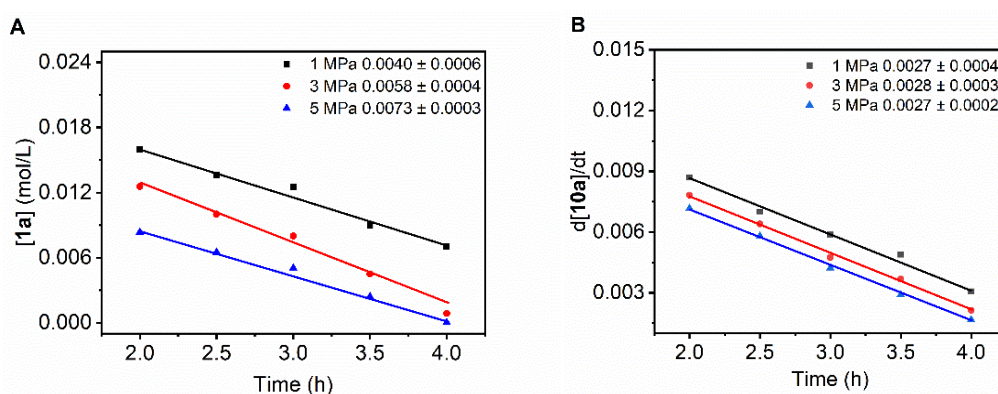 A
[1a] (mol/L)
0.024
0.018
0.012
0.006
0.000
1 MPa 0.0040 ± 0.0006
3 MPa 0.0058 ± 0.0004
5 MPa 0.0073 ± 0.0003
2.0 2.5 3.0 3.5 4.0
Time (h)
B
d[10a]/dt
0.015
0.012
0.009
0.006
0.003
1 MPa 0.0027 ± 0.0004
3 MPa 0.0028 ± 0.0003
5 MPa 0.0027 ± 0.0002
2.0 2.5 3.0 3.5 4.0
Time (h)